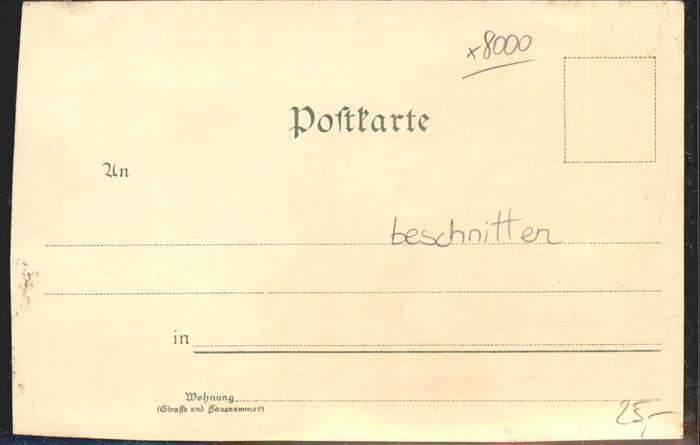 x8000
Postkarte
An
beschnitten
in
Wohnung
(Straße und Hausnummer)
25,-